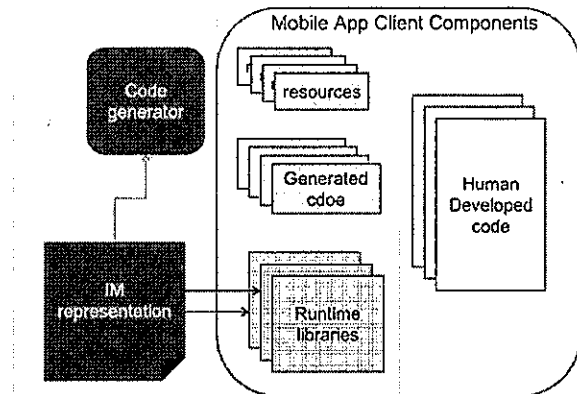 Mobile App Client Components
Code
generator
resources
Generated
cdoe
Human
Developed
code
IM
representation
Runtime
libraries